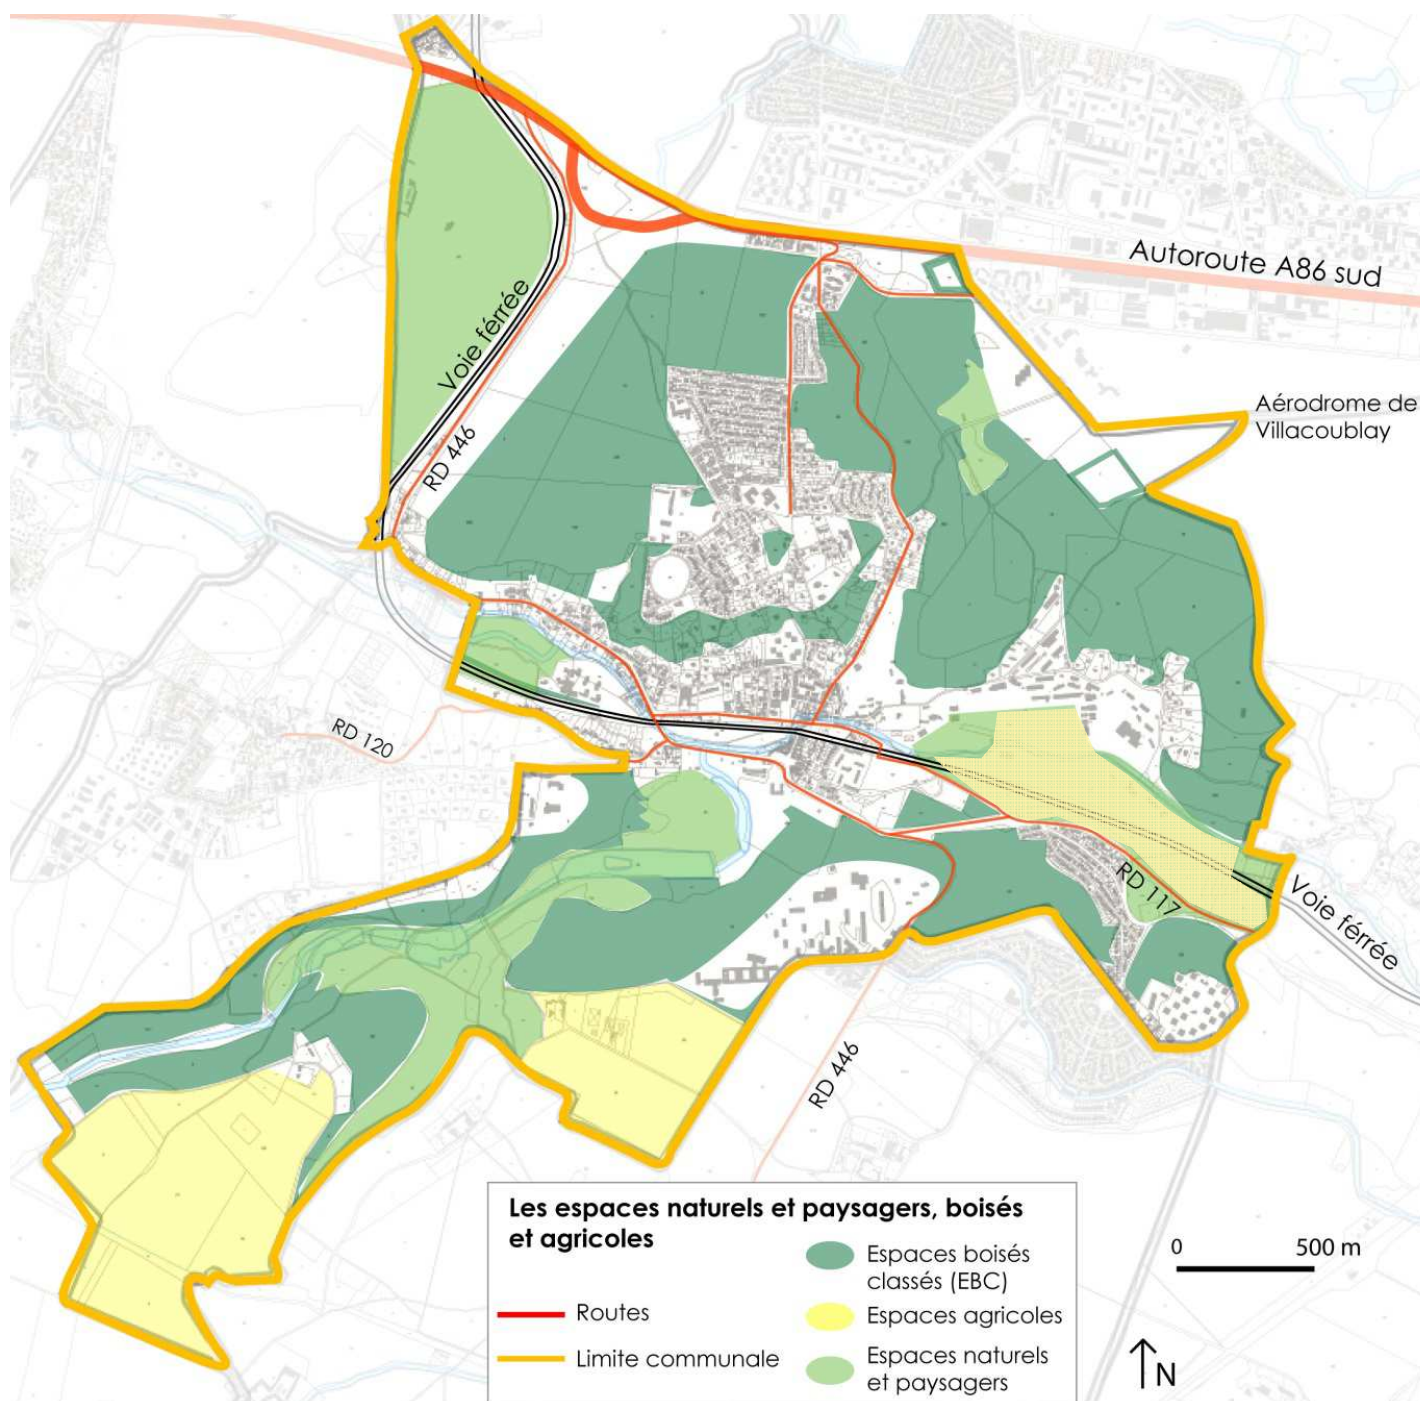 Autoroute A86 sud
Voie férrée
Aérodrome de
Villacoublay
RD 446
RD 120
RD 117
Voie férrée
RD 446
Les espaces naturels et paysagers, boisés
et agricoles
Routes
Limite communale
Espaces boisés
classés (EBC)
Espaces agricoles
Espaces naturels
et paysagers
0 500 m
N